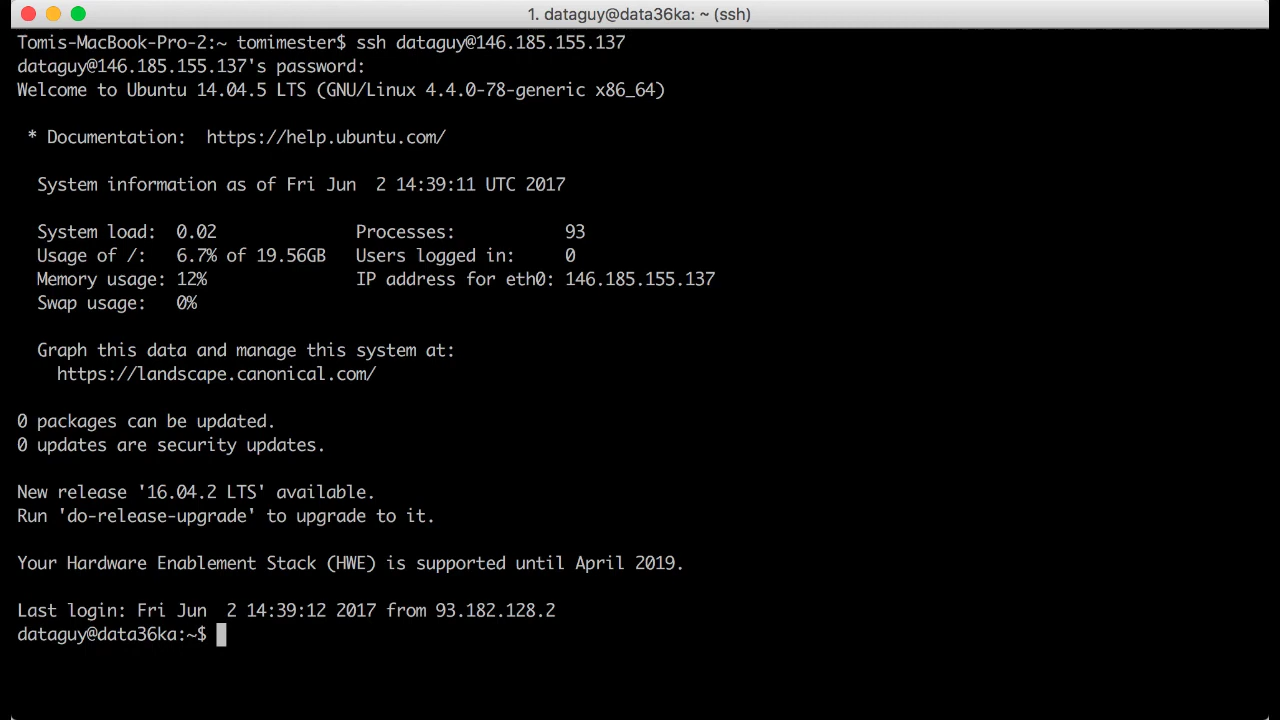 1. dataguy@data36ka: ~ (ssh)
Tomis-MacBook-Pro-2:~ tomimester$ ssh dataguy@146.185.155.137
dataguy@146.185.155.137's password:
Welcome to Ubuntu 14.04.5 LTS (GNU/Linux 4.4.0-78-generic x86_64)
* Documentation:  https://help.ubuntu.com/
System information as of Fri Jun  2 14:39:11 UTC 2017
System load:  0.02              Processes:           93
Usage of /:   6.7% of 19.56GB   Users logged in:     0
Memory usage: 12%               IP address for eth0: 146.185.155.137
Swap usage:   0%
Graph this data and manage this system at:
https://landscape.canonical.com/
0 packages can be updated.
0 updates are security updates.
New release '16.04.2 LTS' available.
Run 'do-release-upgrade' to upgrade to it.
Your Hardware Enablement Stack (HWE) is supported until April 2019.
Last login: Fri Jun  2 14:39:12 2017 from 93.182.128.2
dataguy@data36ka:~$